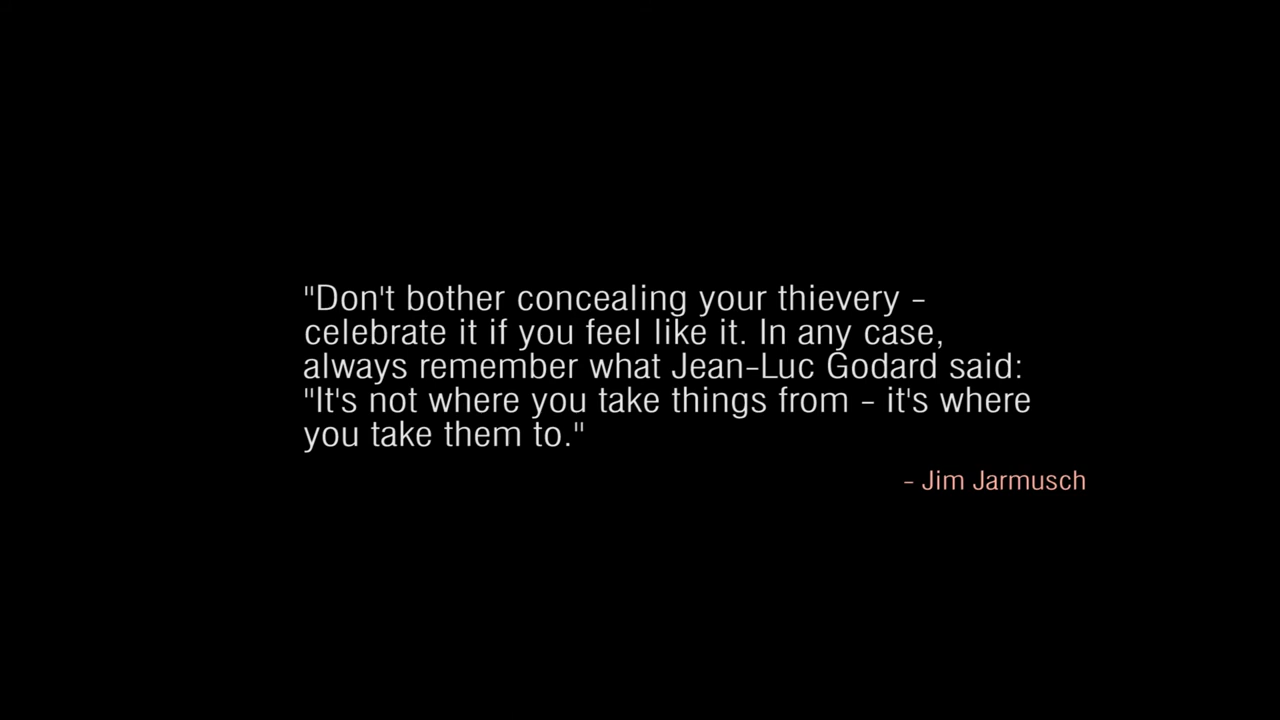 "Don't bother concealing your thievery -
celebrate it if you feel like it. In any case,
always remember what Jean-Luc Godard said:
"It's not where you take things from - it's where
you take them to."
- Jim Jarmusch